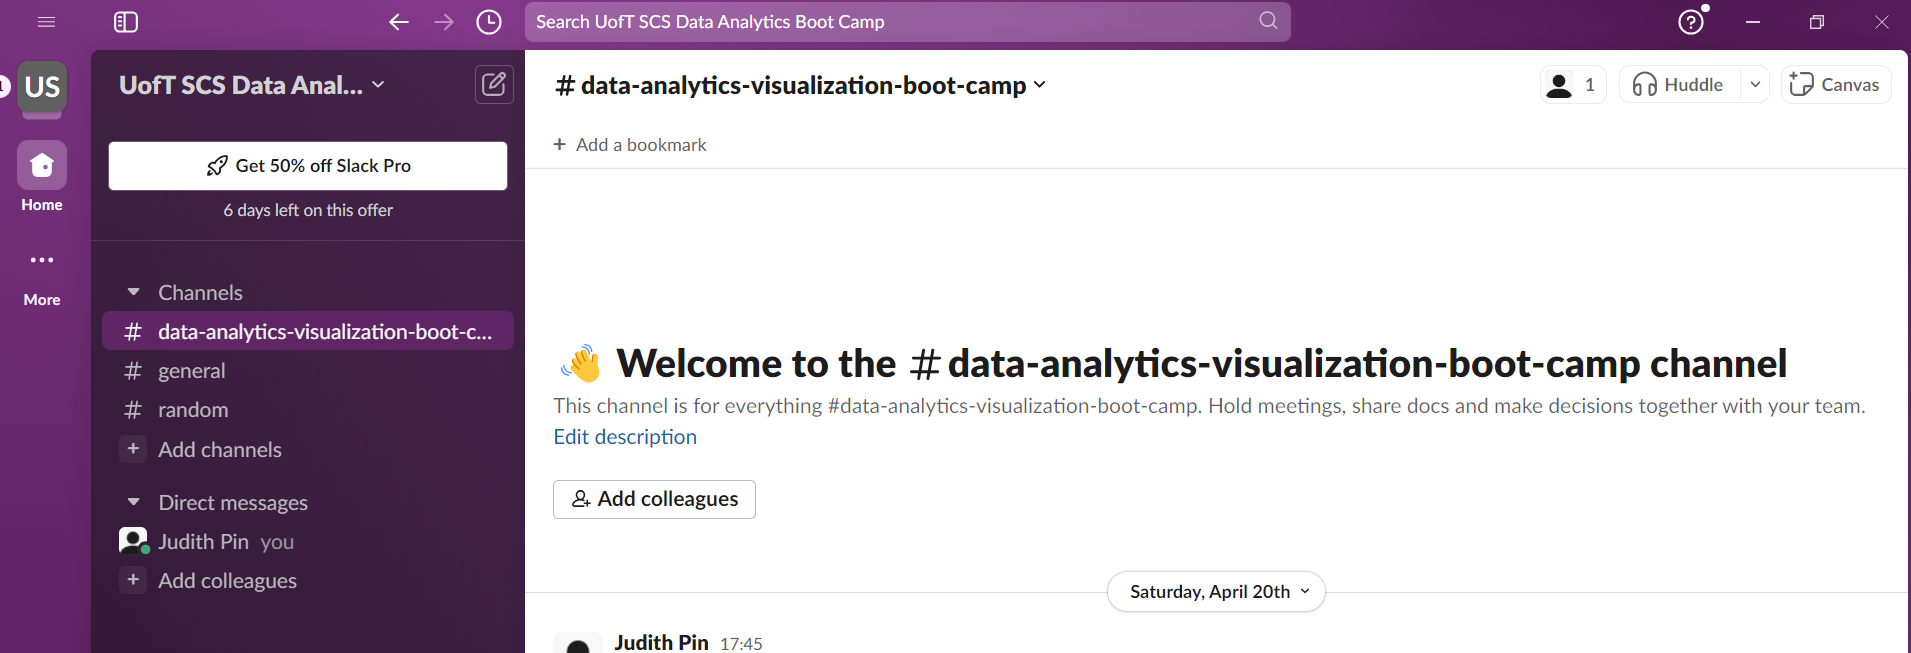 Search UofT SCS Data Analytics Boot Camp
US
Home
More
UofT SCS Data Anal...
Get 50% off Slack Pro
6 days left on this offer
Channels
# data-analytics-visualization-boot-c...
# general
# random
+ Add channels
Direct messages
Judith Pin you
+ Add colleagues
# data-analytics-visualization-boot-camp
1
Huddle
Canvas
+ Add a bookmark
👋 Welcome to the # data-analytics-visualization-boot-camp channel
This channel is for everything #data-analytics-visualization-boot-camp. Hold meetings, share docs and make decisions together with your team.
Edit description
Add colleagues
Saturday, April 20th
Judith Pin 17:45